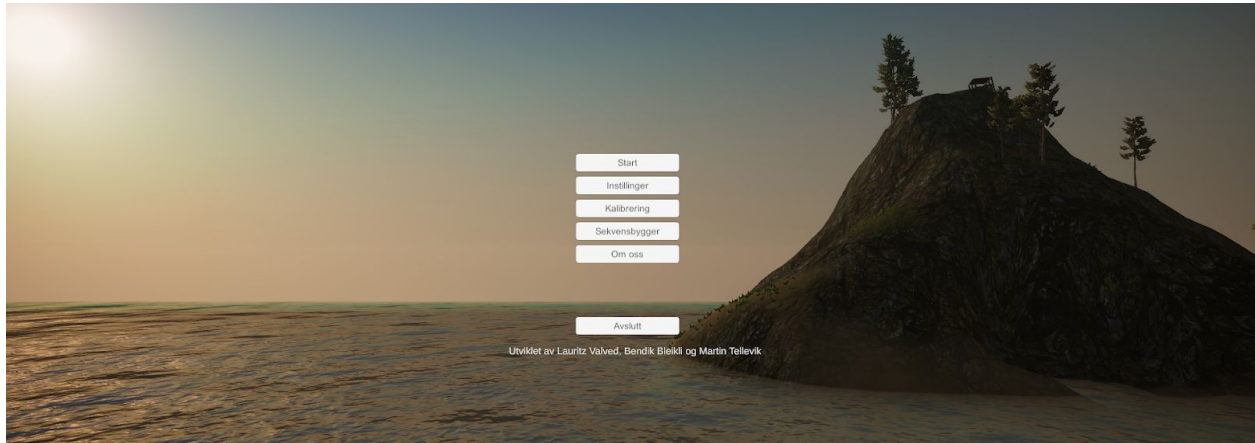 Start
Instillinger
Kalibrering
Sekvensbygger
Om oss
Avslutt
Utviklet av Lauritz Valved, Bendik Bleikli og Martin Tellevik